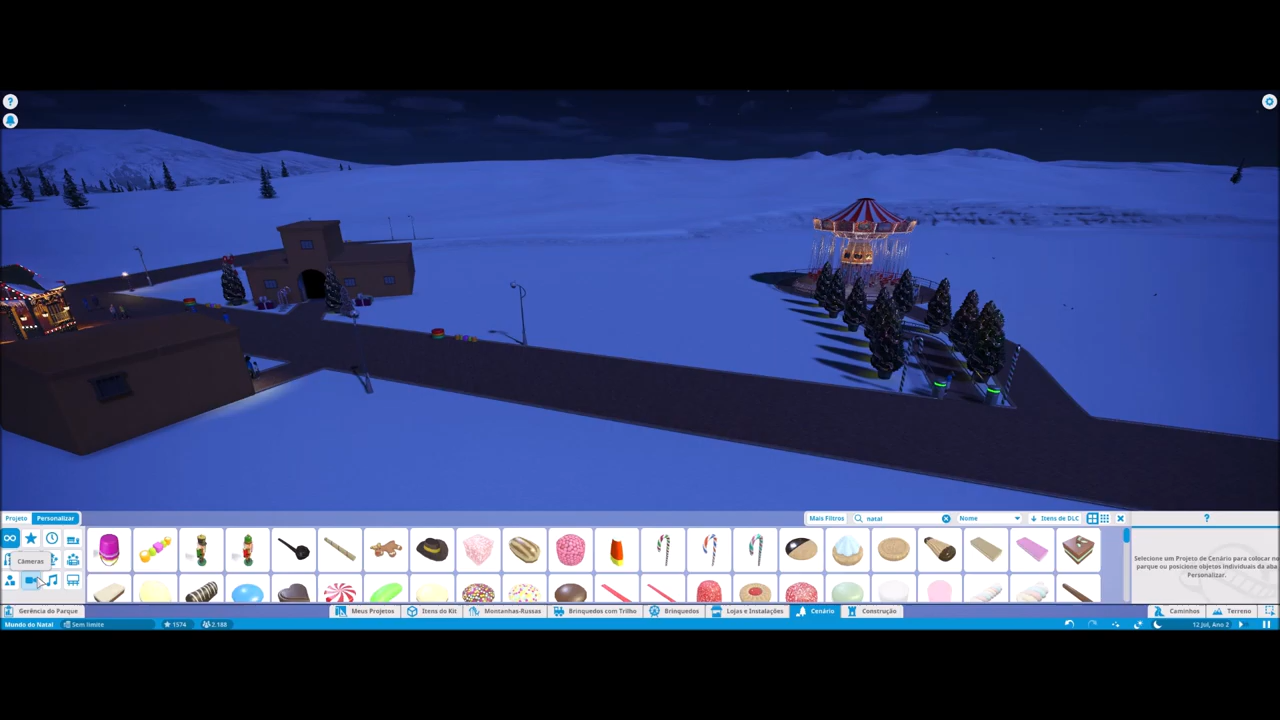 Projeto Personalizar Mais Filtros natal Nome Itens de DLC ?
Câmeras
Selecione um Projeto de Cenário para colocar no
parque ou posicione objetos individuais da aba
Personalizar.
Gerência do Parque Meus Projetos Itens do Kit Montanhas-Russas Brinquedos com Trilho Brinquedos Lojas e Instalações Cenário Construção Caminhos Terreno
Mundo do Natal Sem limite 1574 2.188 12 Jul, Ano 2